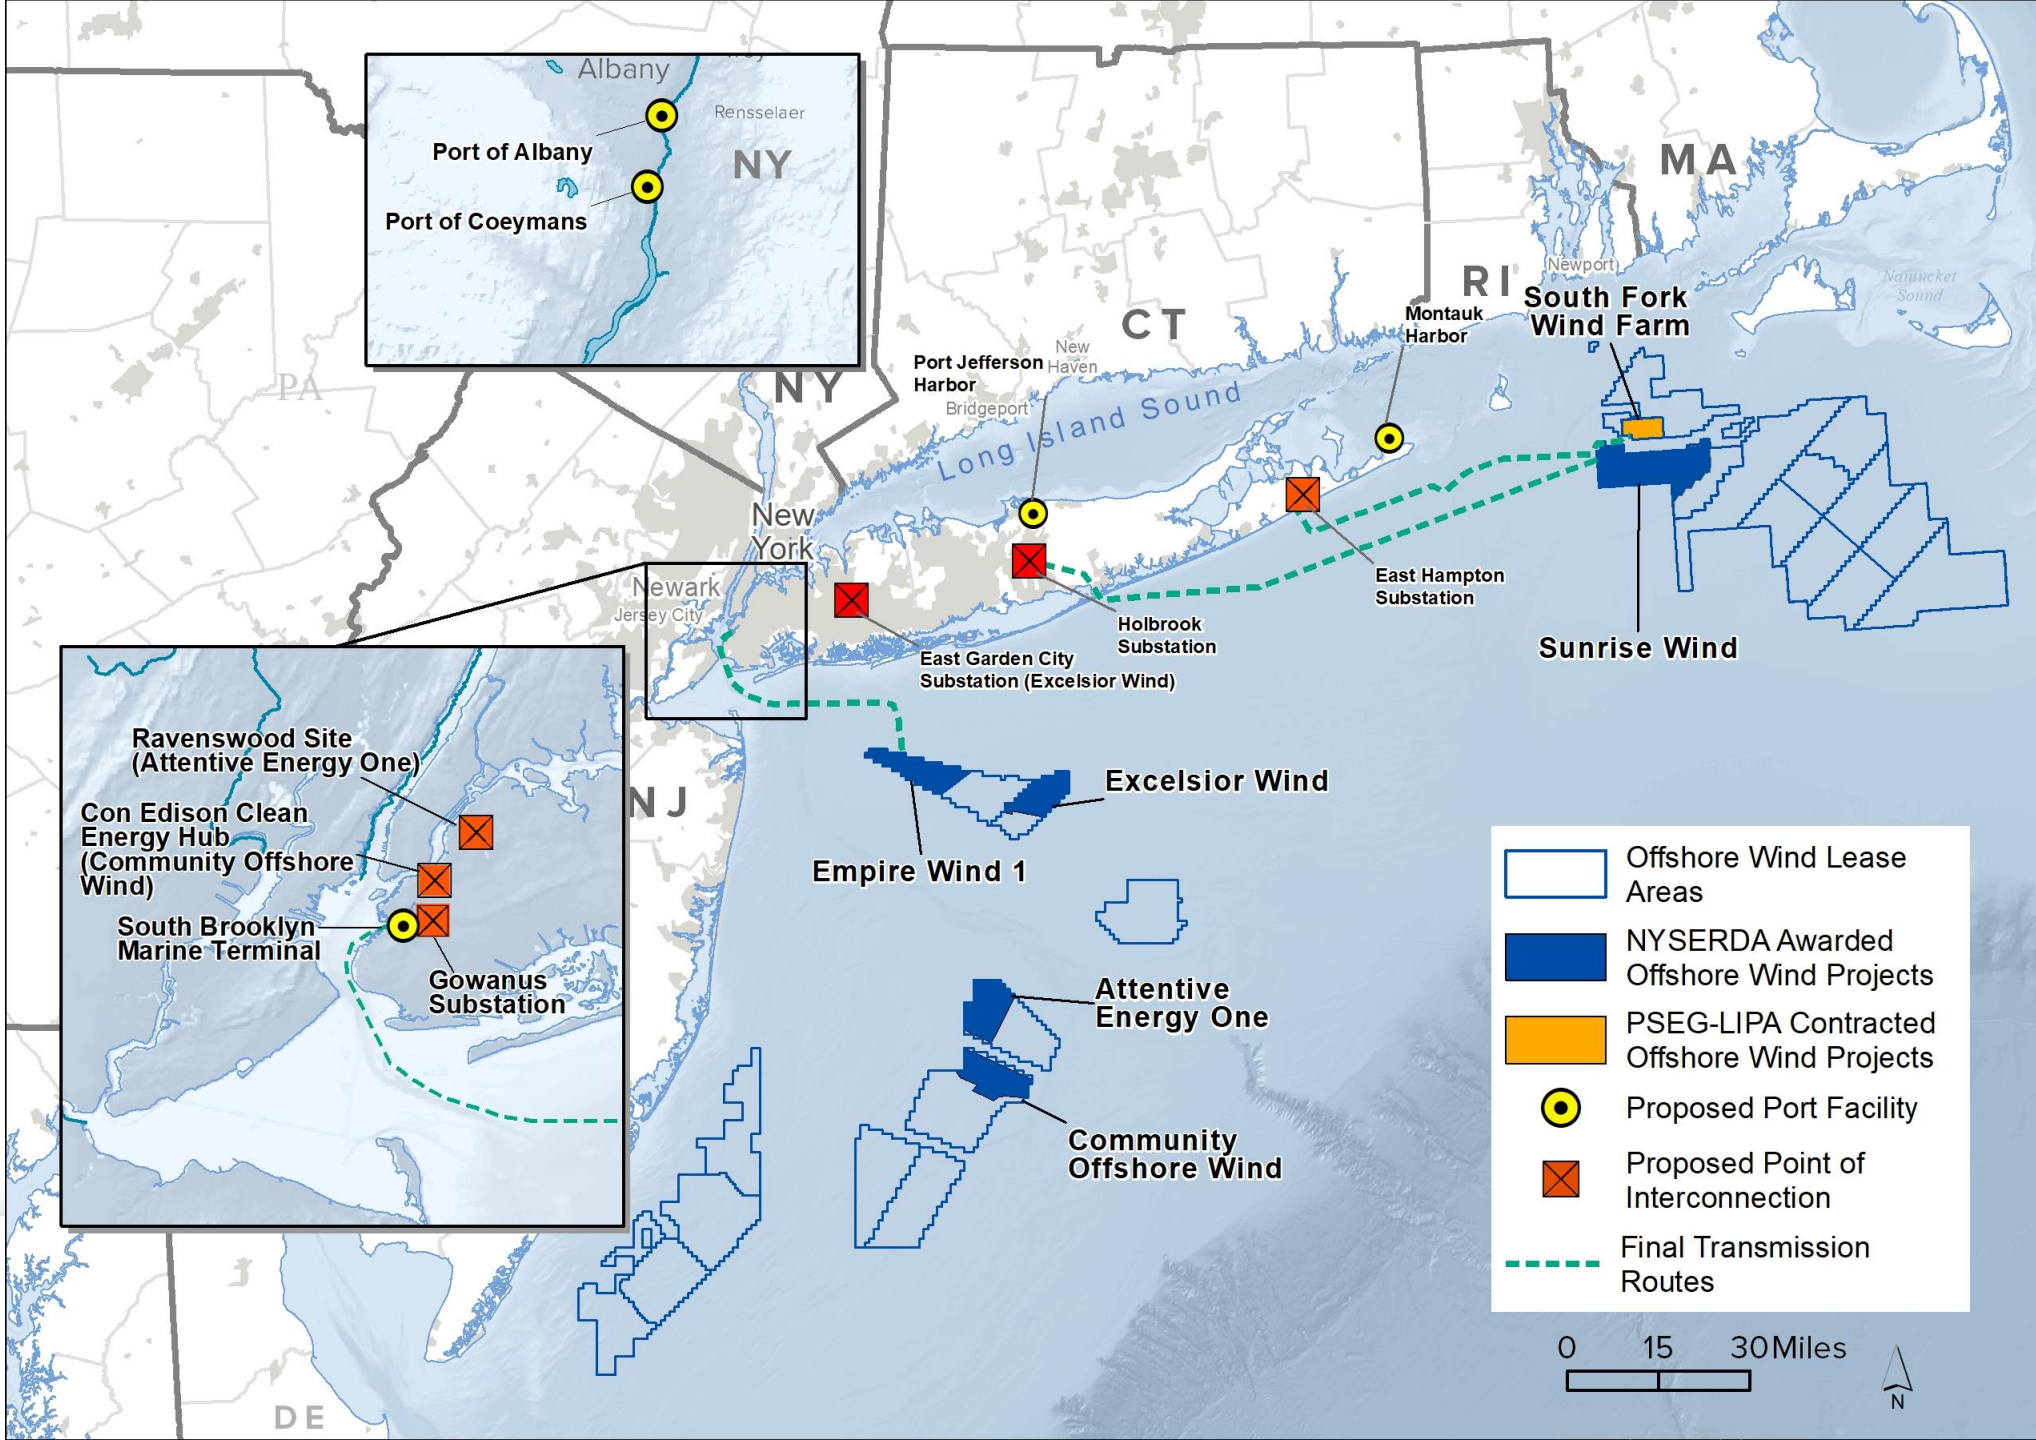 Albany
Rensselaer
Port of Albany
NY
Port of Coeymans
MA
PA
NY
CT
RI
Newport
Nantucket
Sound
South Fork
Wind Farm
Montauk
Harbor
New
Haven
Port Jefferson
Harbor
Bridgeport
Long Island Sound
New
York
Newark
Jersey City
East Hampton
Substation
Holbrook
Substation
East Garden City
Substation (Excelsior Wind)
Sunrise Wind
Ravenswood Site
(Attentive Energy One)
Con Edison Clean
Energy Hub
(Community Offshore
Wind)
South Brooklyn
Marine Terminal
Gowanus
Substation
NJ
Excelsior Wind
Empire Wind 1
Attentive
Energy One
Community
Offshore Wind
DE
Offshore Wind Lease
Areas
NYSERDA Awarded
Offshore Wind Projects
PSEG-LIPA Contracted
Offshore Wind Projects
Proposed Port Facility
Proposed Point of
Interconnection
Final Transmission
Routes
0 15 30 Miles
N